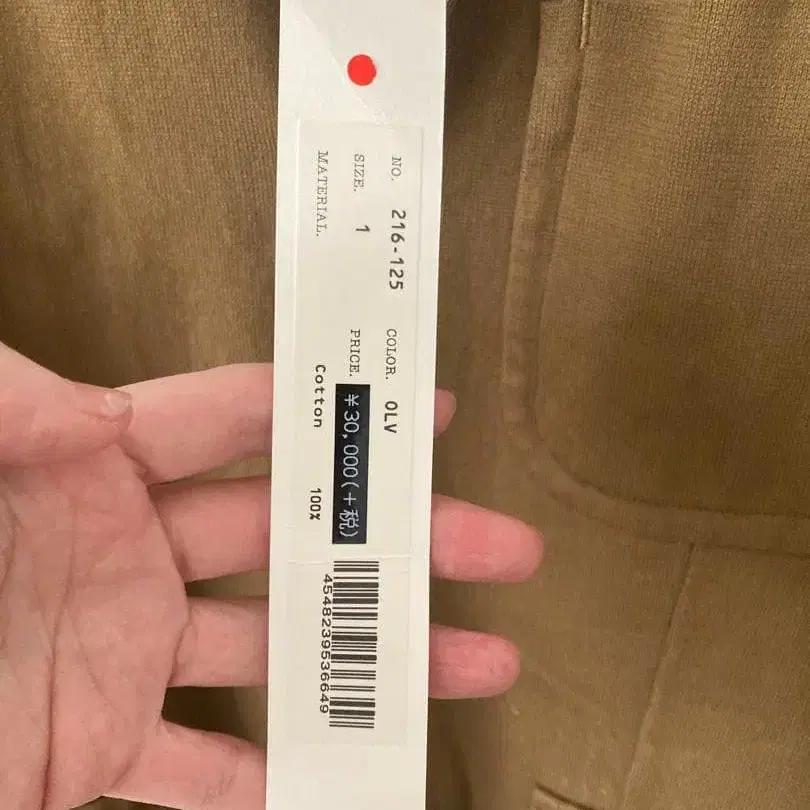 NO. 216-125 COLOR. OLV
SIZE. 1 PRICE. ¥30,000(+税)
MATERIAL. Cotton 100%
4548239536649